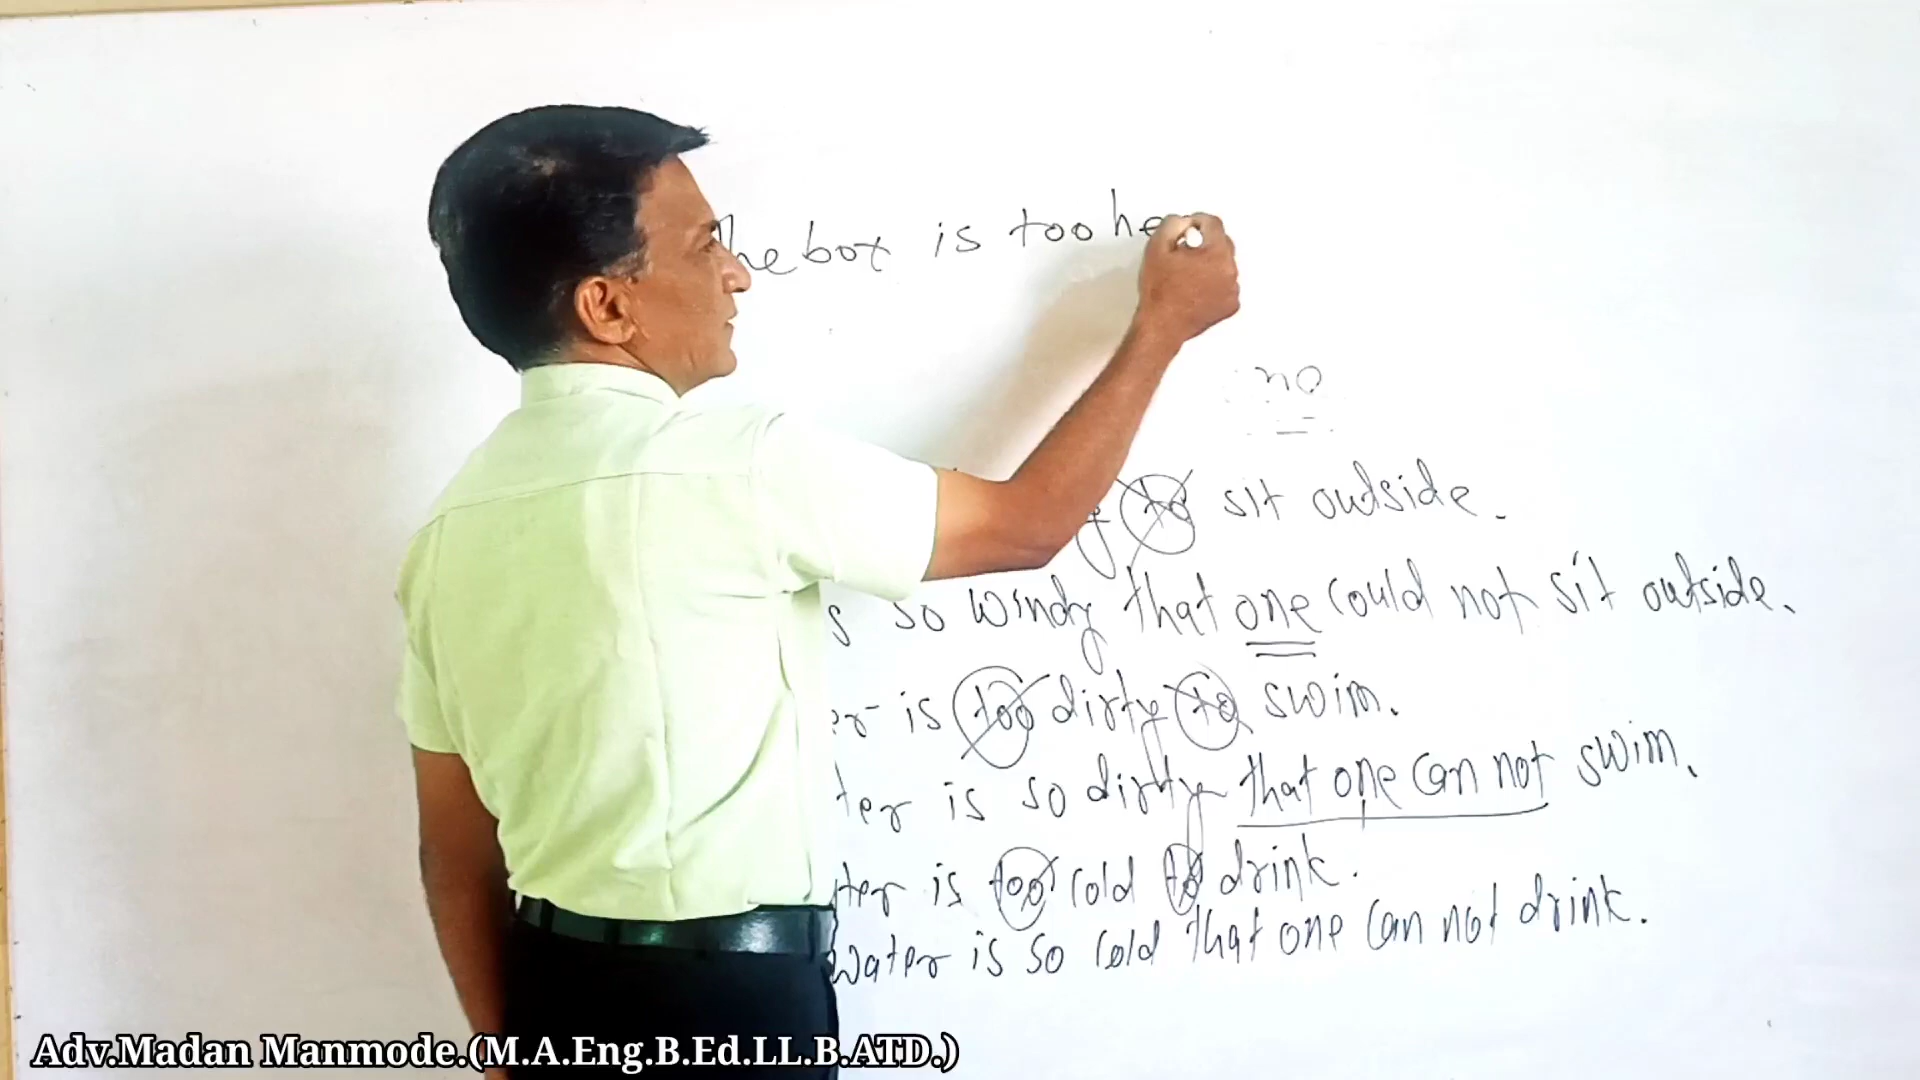 The box is too he
no
to sit outside.
s so windy that one could not sit outside.
er is too dirty to swim.
ter is so dirty that one can not swim.
ter is too cold to drink.
water is so cold that one can not drink.
Adv.Madan Manmode.(M.A.Eng.B.Ed.LL.B.ATD.)